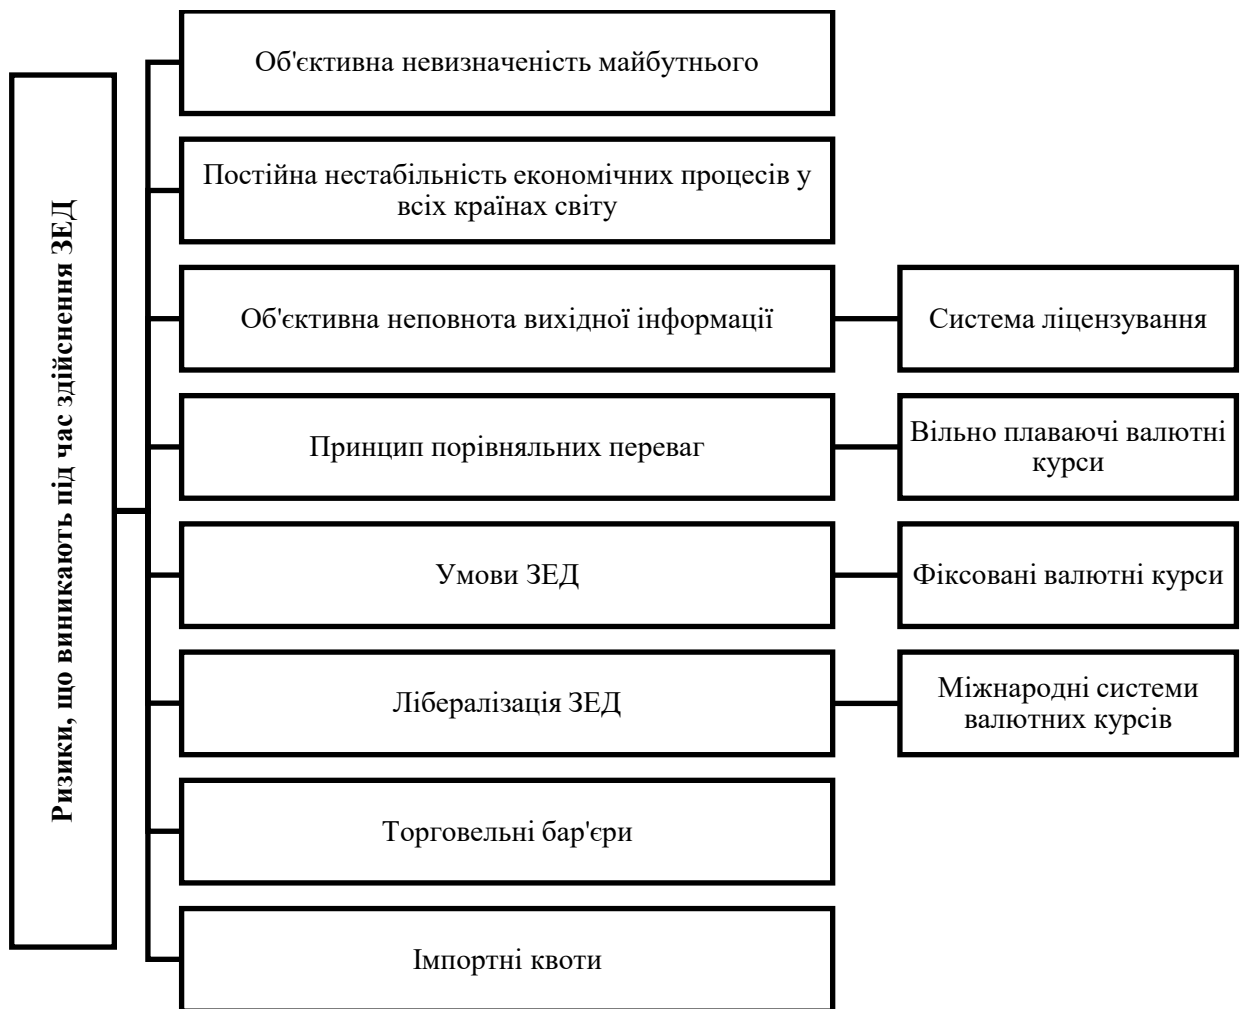 Ризики, що виникають під час здійснення ЗЕД
Об'єктивна невизначеність майбутнього
Постійна нестабільність економічних процесів у
всіх країнах світу
Об'єктивна неповнота вихідної інформації
Система ліцензування
Принцип порівняльних переваг
Вільно плаваючі валютні
курси
Умови ЗЕД
Фіксовані валютні курси
Лібералізація ЗЕД
Міжнародні системи
валютних курсів
Торговельні бар'єри
Імпортні квоти